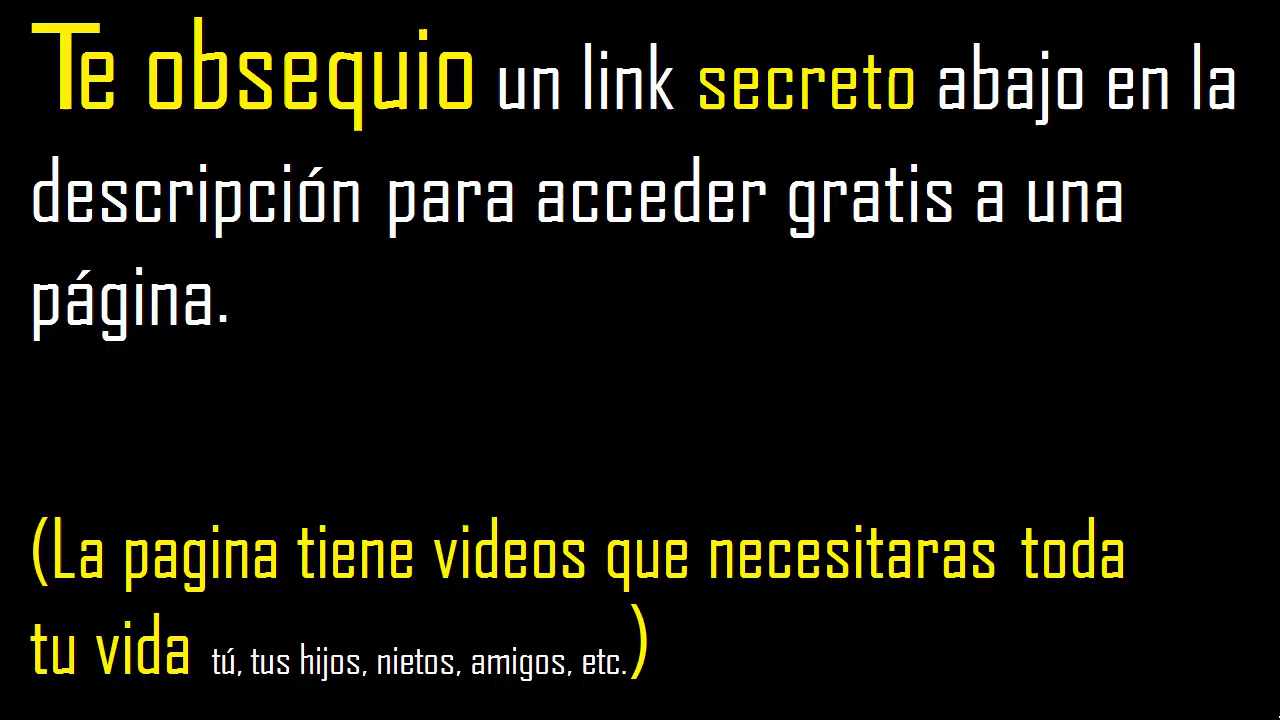 Te obsequio un link secreto abajo en la
descripción para acceder gratis a una
página.
(La pagina tiene videos que necesitaras toda
tu vida tú, tus hijos, nietos, amigos, etc.)